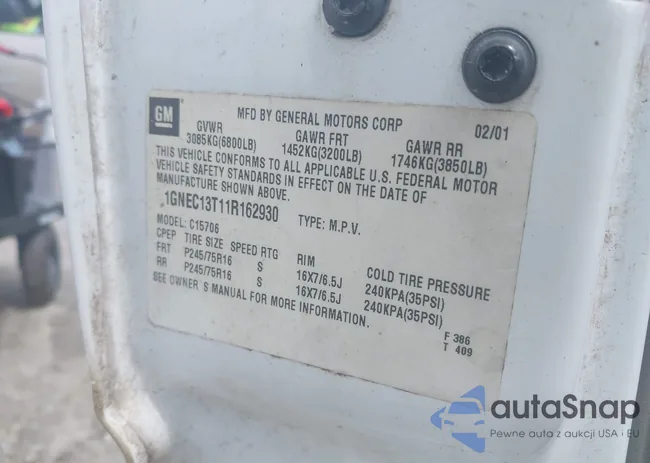 GM
MFD BY GENERAL MOTORS CORP 02/01
GVWR GAWR FRT GAWR RR
3085KG(6800LB) 1452KG(3200LB) 1746KG(3850LB)
THIS VEHICLE CONFORMS TO ALL APPLICABLE U.S. FEDERAL MOTOR
VEHICLE SAFETY STANDARDS IN EFFECT ON THE DATE OF
MANUFACTURE SHOWN ABOVE.
1GNEC13T11R162930 TYPE: M.P.V.
MODEL: C15706
CPEP TIRE SIZE SPEED RTG RIM COLD TIRE PRESSURE
FRT P245/75R16 S 16X7/6.5J 240KPA(35PSI)
RR P245/75R16 S 16X7/6.5J 240KPA(35PSI)
SEE OWNER'S MANUAL FOR MORE INFORMATION.
F 386
T 409
autaSnap
Pewne auta z aukcji USA i EU